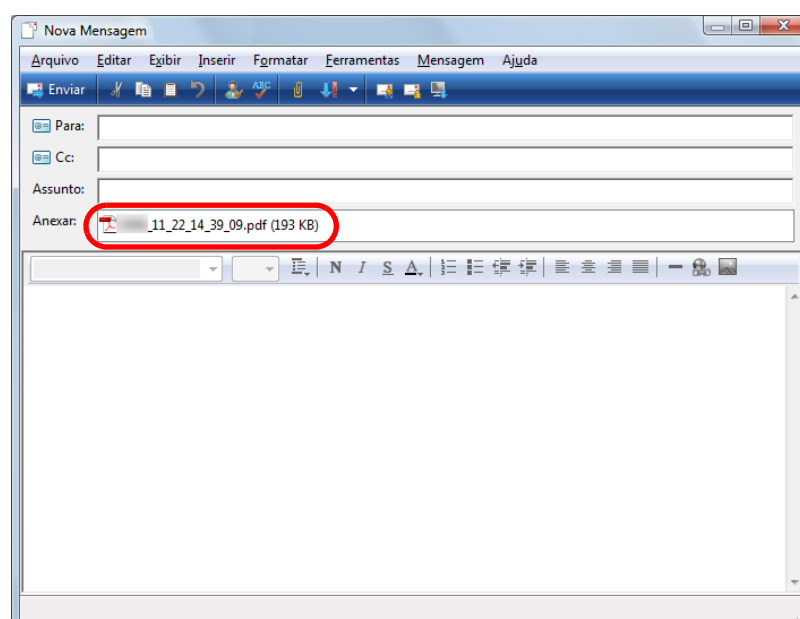 Nova Mensagem
Arquivo Editar Exibir Inserir Formatar Ferramentas Mensagem Ajuda
Enviar ABC
Para:
Cc:
Assunto:
Anexar: _11_22_14_39_09.pdf (193 KB)
N I S A